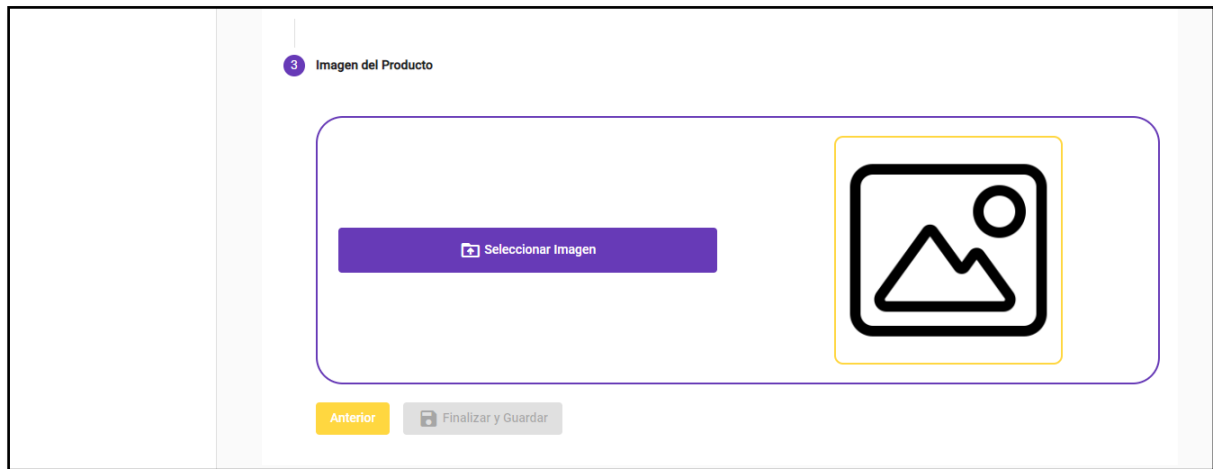 3 Imagen del Producto
Seleccionar Imagen
Anterior Finalizar y Guardar